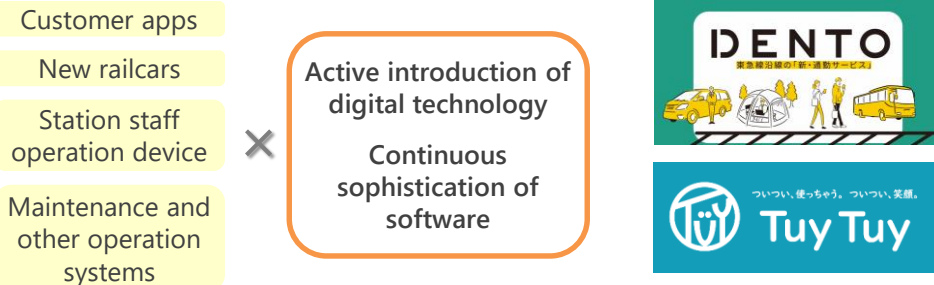 Customer apps
New railcars
Station staff
operation device
Maintenance and
other operation
systems
×
Active introduction of
digital technology
Continuous
sophistication of
software
DENTO
東急線沿線の「新・通勤サービス」
ついつい、使っちゃう。ついつい、笑顔。
TUY
Tuy Tuy